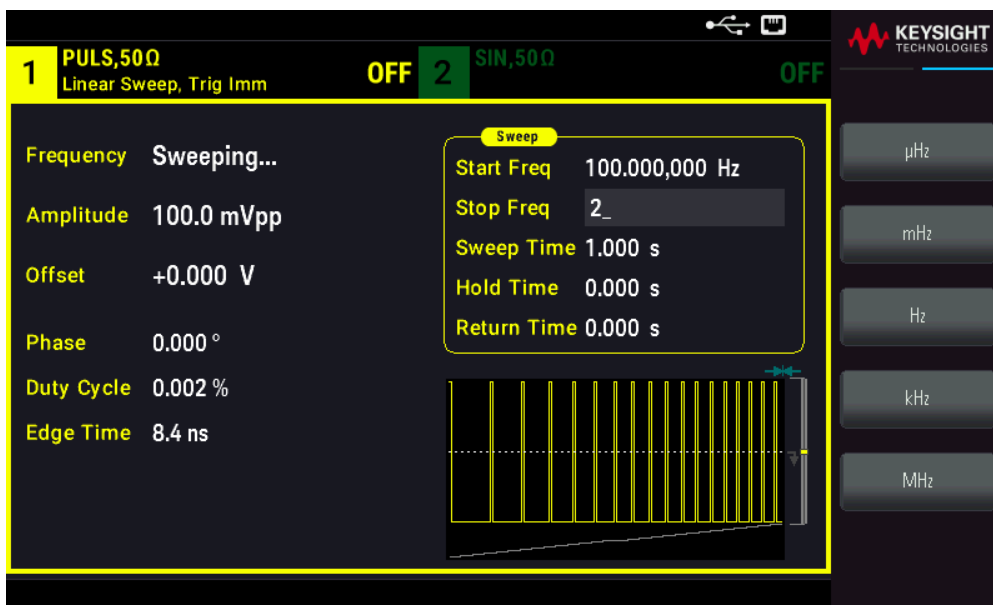 KEYSIGHT
TECHNOLOGIES
1 PULS,50Ω OFF 2 SIN,50Ω OFF
Linear Sweep, Trig Imm
Frequency Sweeping...
Amplitude 100.0 mVpp
Offset +0.000 V
Phase 0.000 °
Duty Cycle 0.002 %
Edge Time 8.4 ns
Sweep
Start Freq 100.000,000 Hz
Stop Freq 2_
Sweep Time 1.000 s
Hold Time 0.000 s
Return Time 0.000 s
µHz
mHz
Hz
kHz
MHz